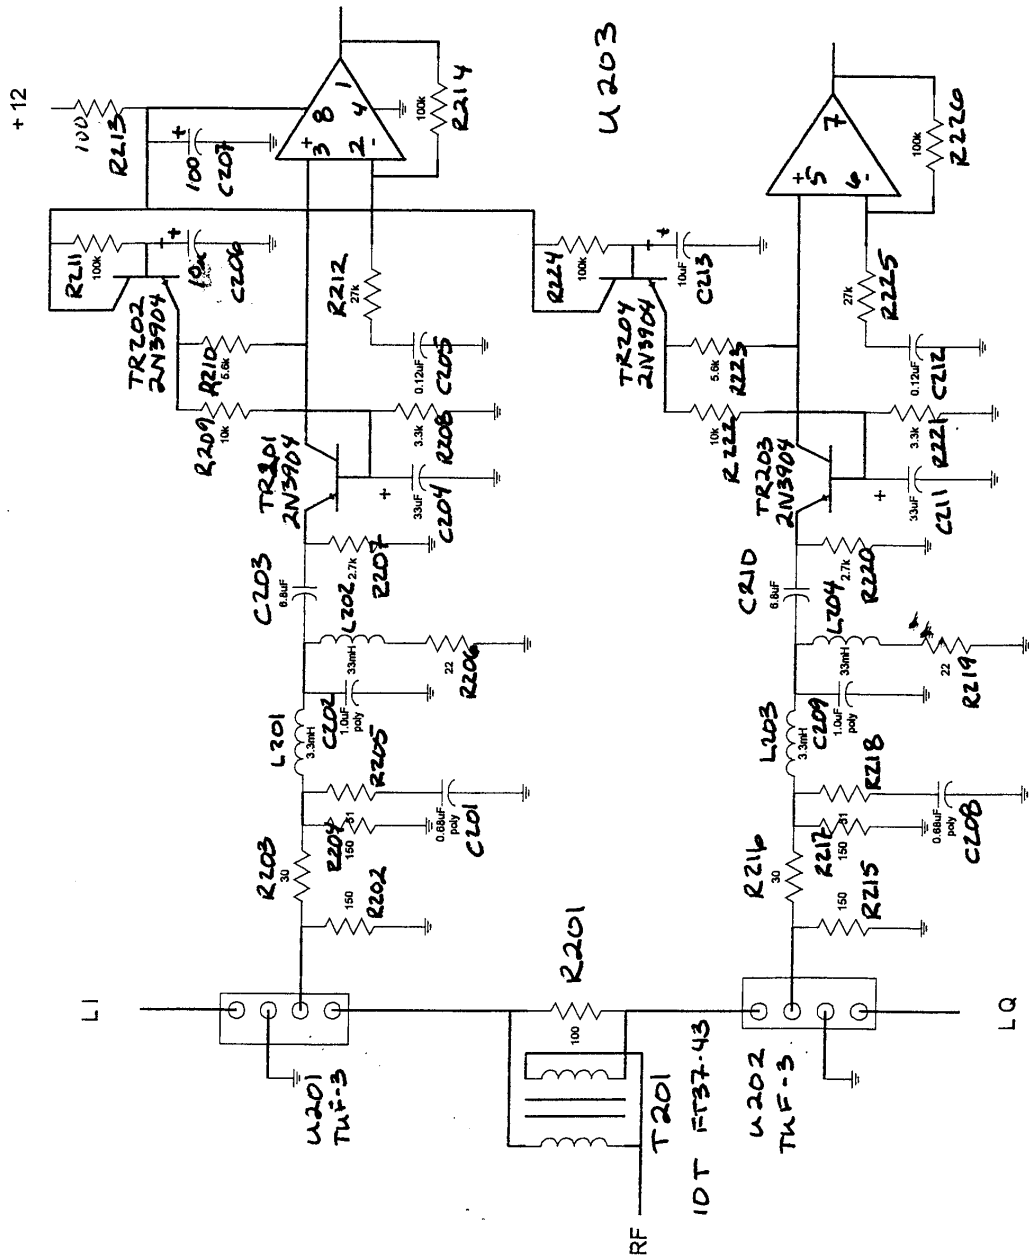 +12
100
R213
100 +
C207
3
+
8
2
-
4
1
100k
R214
U203
R211
100k
+
10u
C206
TR202
2N3904
R210
5.6k
R209
10k
R212
27k
0.12uF
C205
3.3k
R208
TR201
2N3904
+
33uF
C204
C203
6.8uF
2.7k
R207
L202
33mH
22
R206
L201
3.3mH
C202
1.0uF
poly
R205
51
0.68uF
poly
C201
R203
30
R204
150
150
R202
LI
U201
TUF-3
R224
100k
+
10uF
C213
TR204
2N3904
5.6k
R223
10k
R222
+
5
6
-
7
100k
R226
27k
R225
0.12uF
C212
3.3k
R221
TR203
2N3904
+
33uF
C211
C210
6.8uF
2.7k
R220
L204
33mH
22
R219
L203
3.3mH
C209
1.0uF
poly
R218
51
0.68uF
poly
C208
R216
30
R217
150
150
R215
R201
100
T201
10T FT37-43
RF
U202
TUF-3
LQ